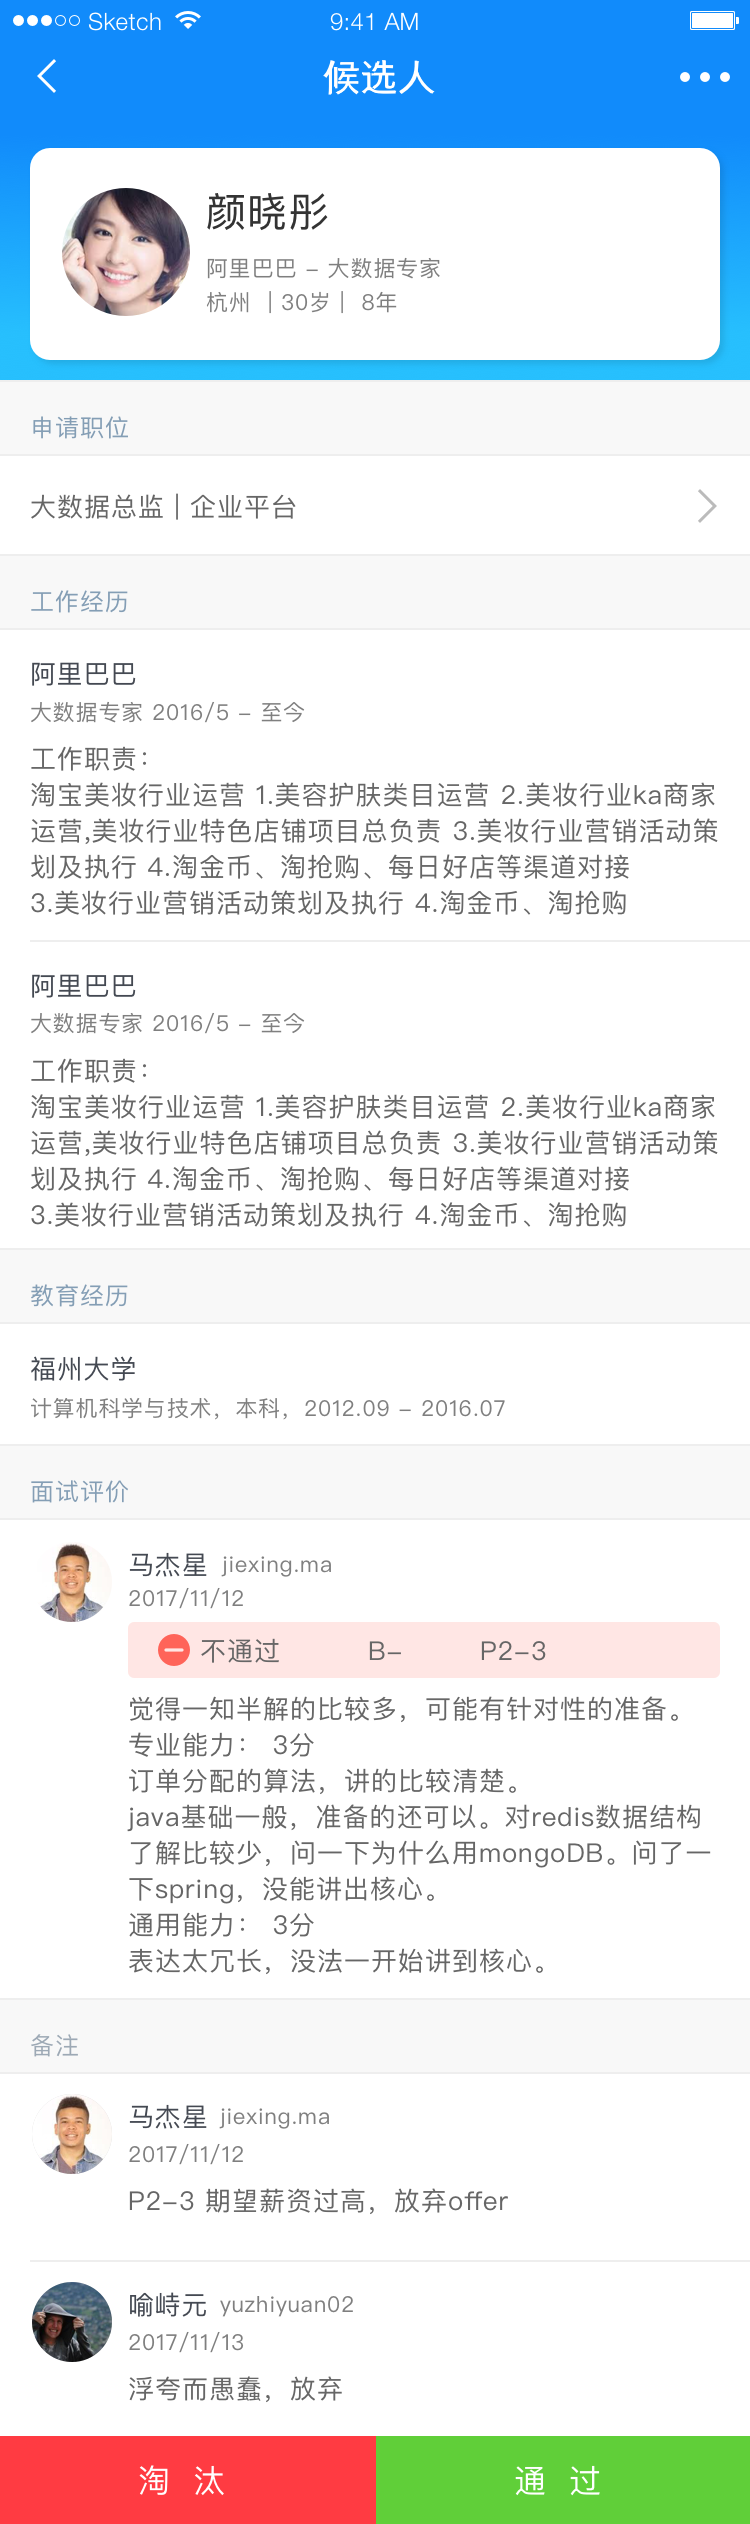 Sketch 9:41 AM
候选人
颜晓彤
阿里巴巴 – 大数据专家
杭州 | 30岁 | 8年
申请职位
大数据总监 | 企业平台
工作经历
阿里巴巴
大数据专家 2016/5 – 至今
工作职责：
淘宝美妆行业运营 1.美容护肤类目运营 2.美妆行业ka商家
运营,美妆行业特色店铺项目总负责 3.美妆行业营销活动策
划及执行 4.淘金币、淘抢购、每日好店等渠道对接
3.美妆行业营销活动策划及执行 4.淘金币、淘抢购
阿里巴巴
大数据专家 2016/5 – 至今
工作职责：
淘宝美妆行业运营 1.美容护肤类目运营 2.美妆行业ka商家
运营,美妆行业特色店铺项目总负责 3.美妆行业营销活动策
划及执行 4.淘金币、淘抢购、每日好店等渠道对接
3.美妆行业营销活动策划及执行 4.淘金币、淘抢购
教育经历
福州大学
计算机科学与技术，本科，2012.09 – 2016.07
面试评价
马杰星 jiexing.ma
2017/11/12
不通过 B– P2–3
觉得一知半解的比较多，可能有针对性的准备。
专业能力： 3分
订单分配的算法，讲的比较清楚。
java基础一般，准备的还可以。对redis数据结构
了解比较少，问一下为什么用mongoDB。问了一
下spring，没能讲出核心。
通用能力： 3分
表达太冗长，没法一开始讲到核心。
备注
马杰星 jiexing.ma
2017/11/12
P2–3 期望薪资过高，放弃offer
喻峙元 yuzhiyuan02
2017/11/13
浮夸而愚蠢，放弃
淘 汰 通 过